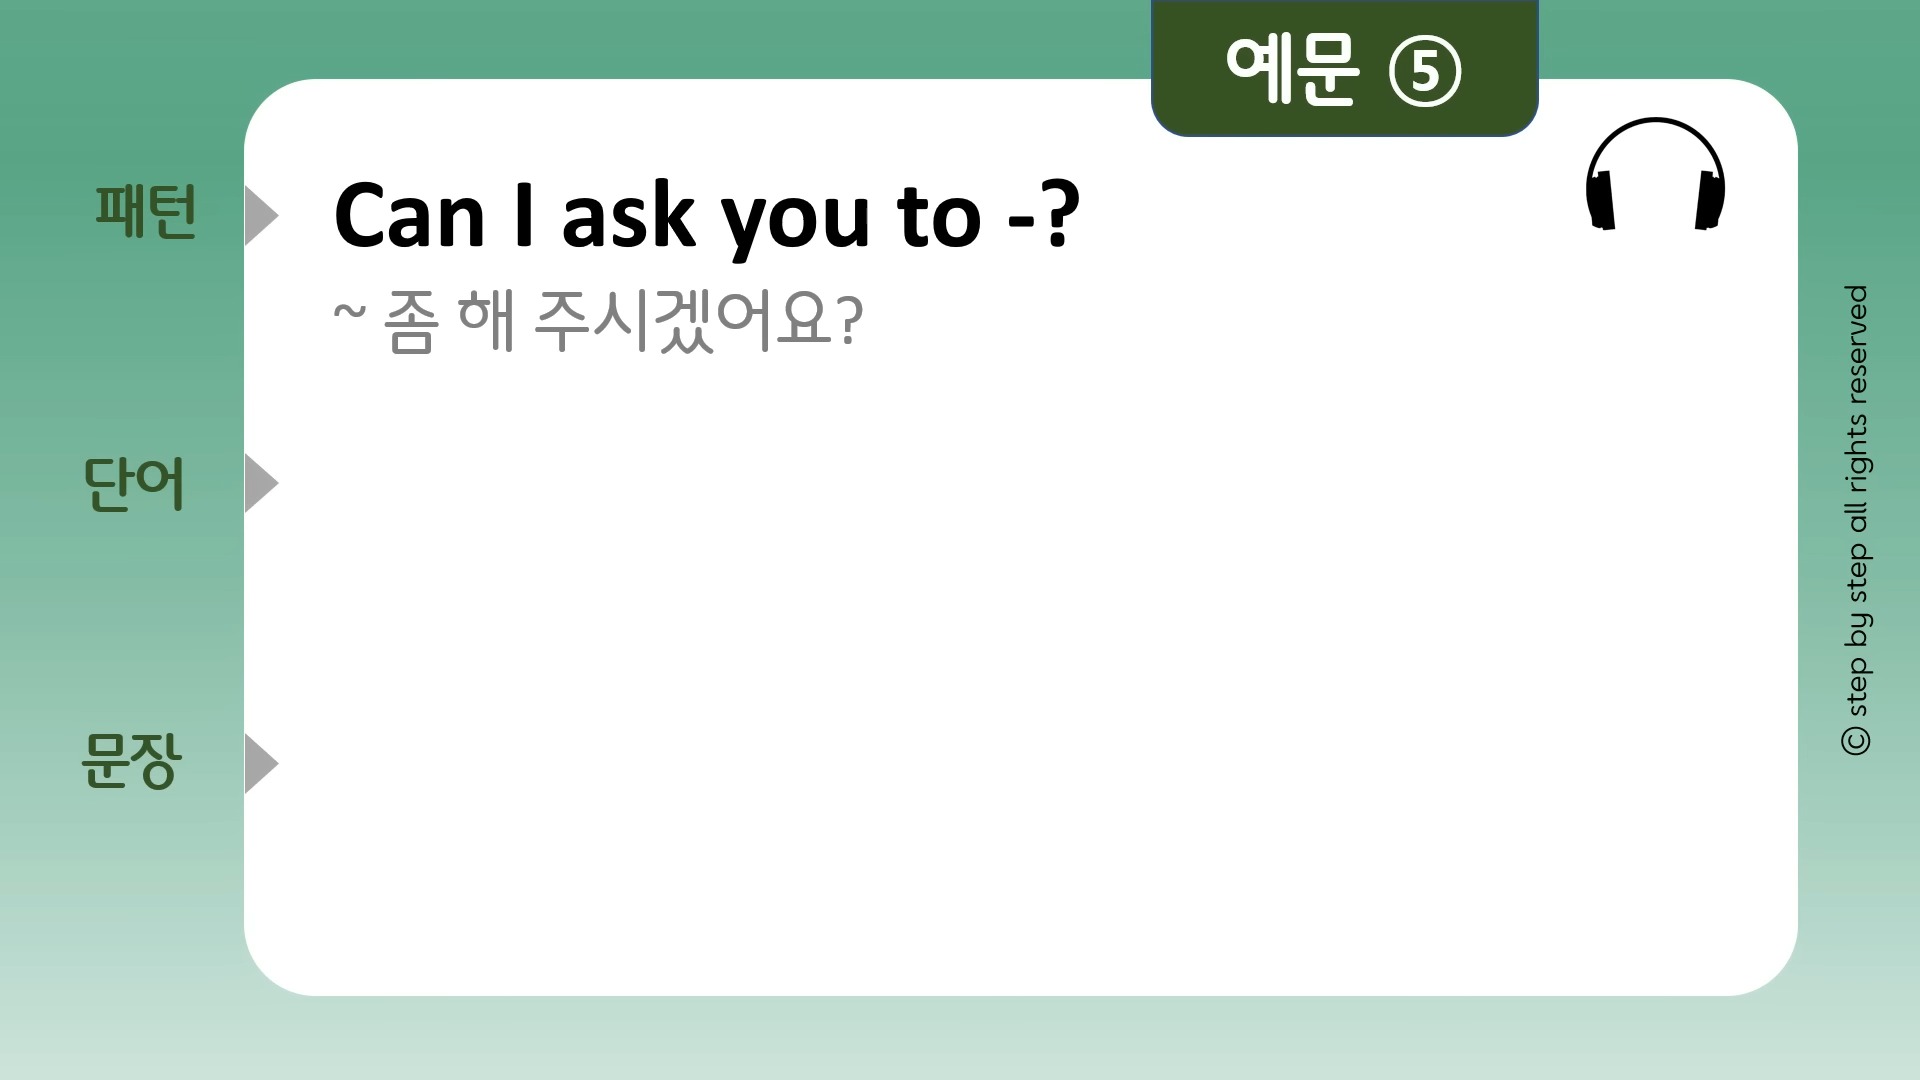 예문 ⑤
패턴
Can I ask you to -?
~ 좀 해 주시겠어요?
단어
문장
© step by step all rights reserved